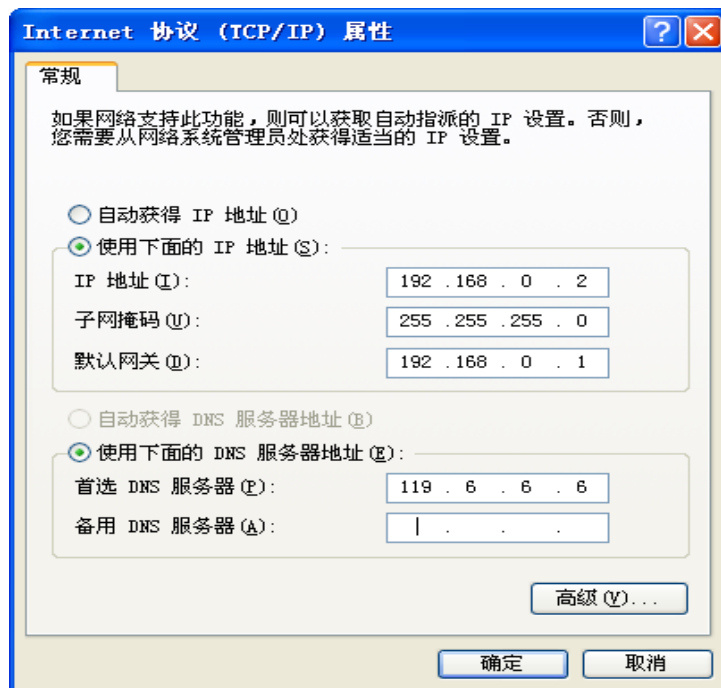 Internet 协议 (TCP/IP) 属性
常规
如果网络支持此功能,则可以获取自动指派的 IP 设置。否则,
您需要从网络系统管理员处获得适当的 IP 设置。
自动获得 IP 地址(O)
使用下面的 IP 地址(S):
IP 地址(I): 192 .168 . 0 . 2
子网掩码(U): 255 .255 .255 . 0
默认网关(D): 192 .168 . 0 . 1
自动获得 DNS 服务器地址(B)
使用下面的 DNS 服务器地址(E):
首选 DNS 服务器(P): 119 . 6 . 6 . 6
备用 DNS 服务器(A): . . .
高级(V)...
确定 取消